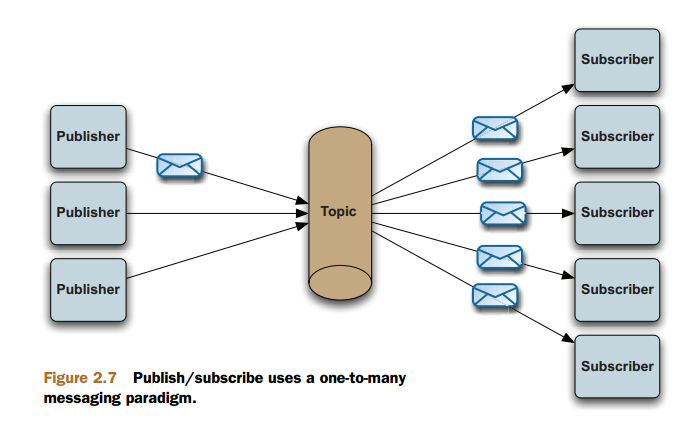 Publisher
Publisher
Publisher
Topic
Subscriber
Subscriber
Subscriber
Subscriber
Subscriber
Figure 2.7 Publish/subscribe uses a one-to-many
messaging paradigm.